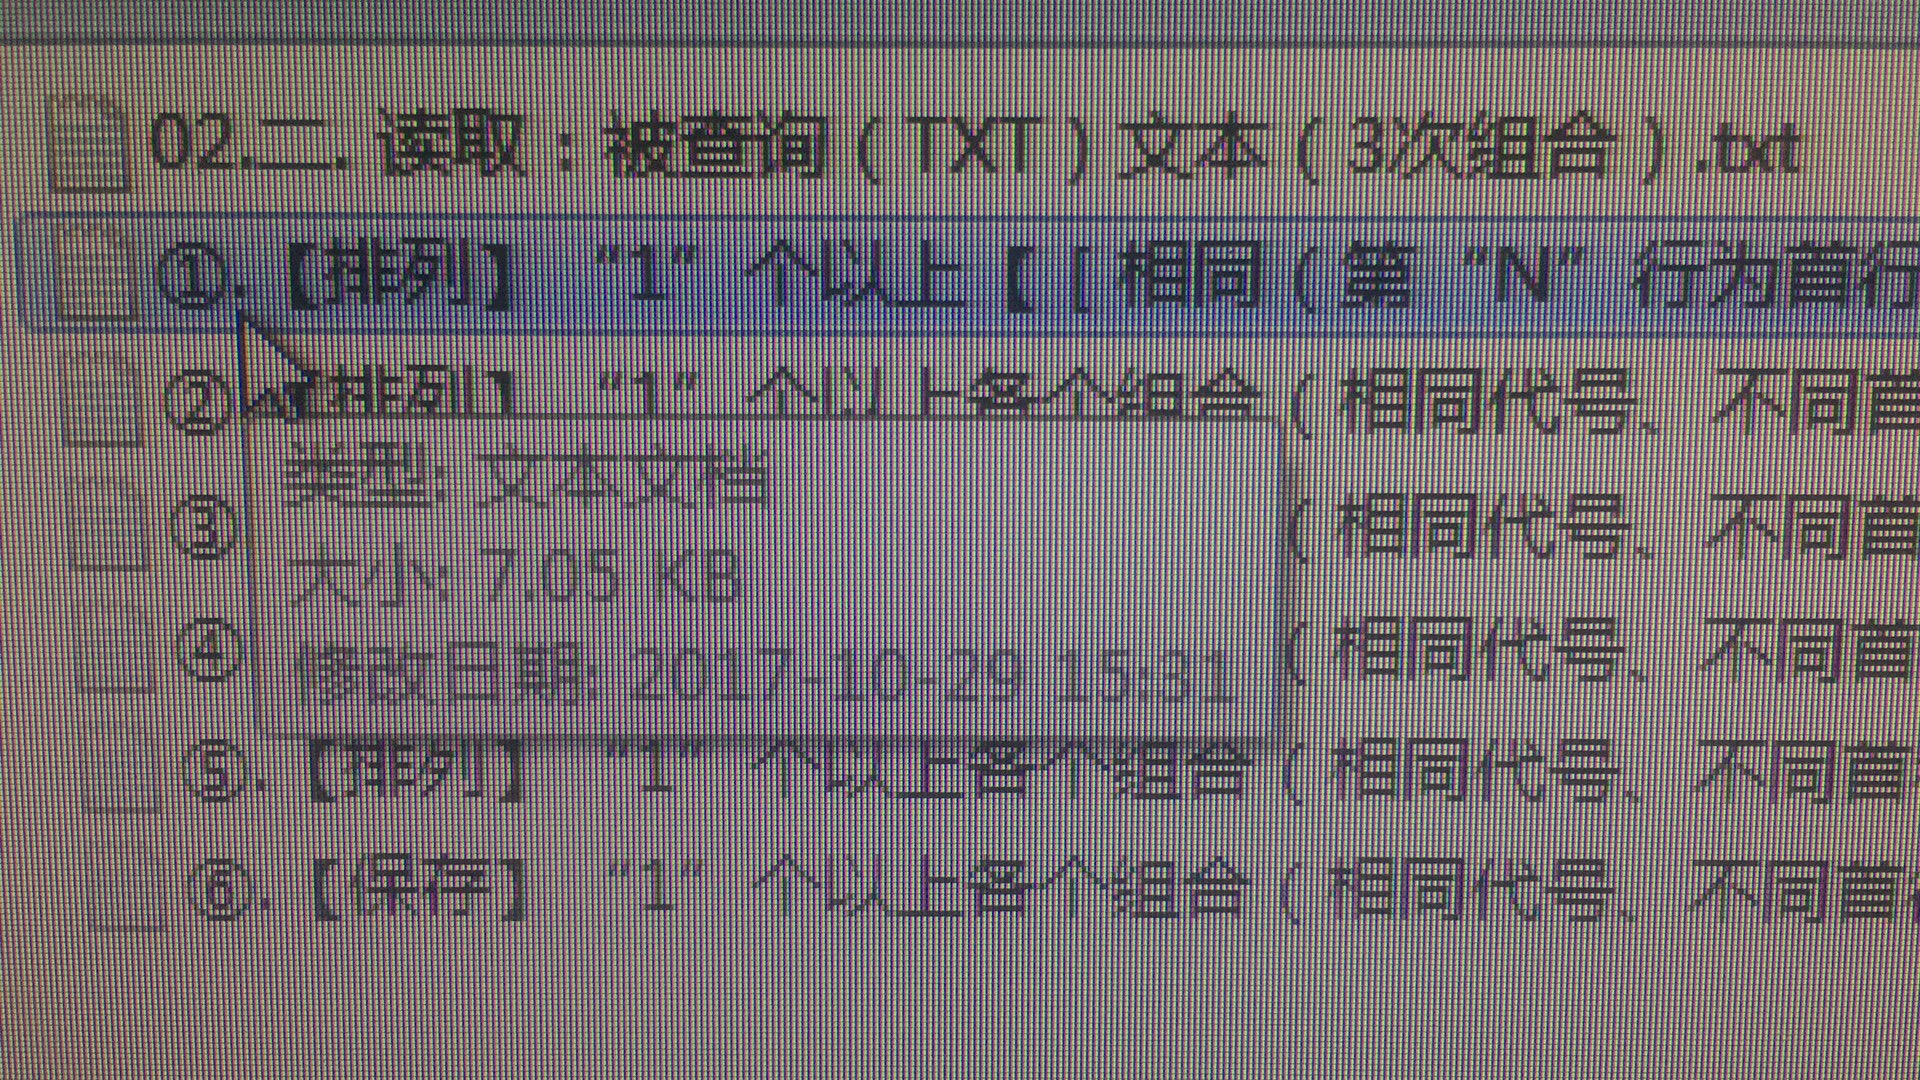 02.二. 读取：被查询（TXT）文本（3次组合）.txt
①.【排列】 “1” 个以上【［ 相同（第 “N” 行为首行
②.【排列】 “1” 个以上各个组合（相同代号、不同首
类型: 文本文档
③（相同代号、不同首
大小: 7.05 KB
④（相同代号、不同首
修改日期: 2017-10-29 15:31
⑤.【排列】 “1” 个以上各个组合（相同代号、不同首
⑥.【保存】 “1” 个以上各个组合（相同代号、不同首